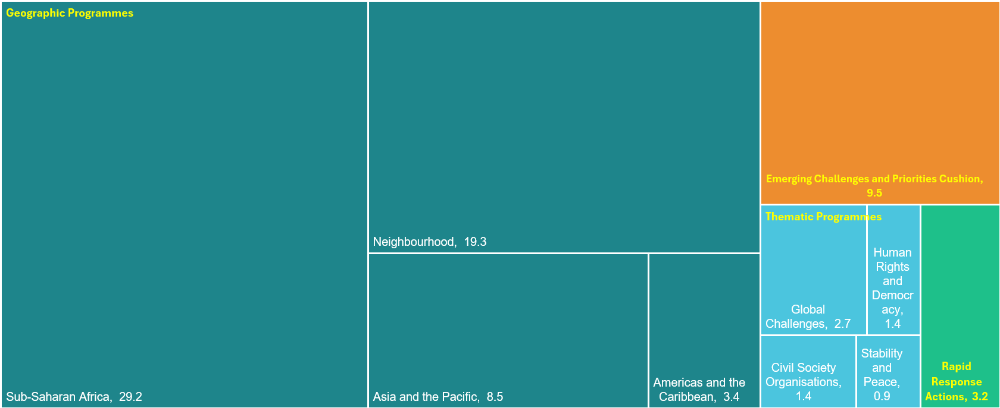 Geographic Programmes
Sub-Saharan Africa, 29.2
Neighbourhood, 19.3
Asia and the Pacific, 8.5
Americas and the
Caribbean, 3.4
Emerging Challenges and Priorities Cushion,
9.5
Thematic Programmes
Global
Challenges, 2.7
Human
Rights
and
Democr
acy,
1.4
Civil Society
Organisations,
1.4
Stability
and
Peace,
0.9
Rapid
Response
Actions, 3.2